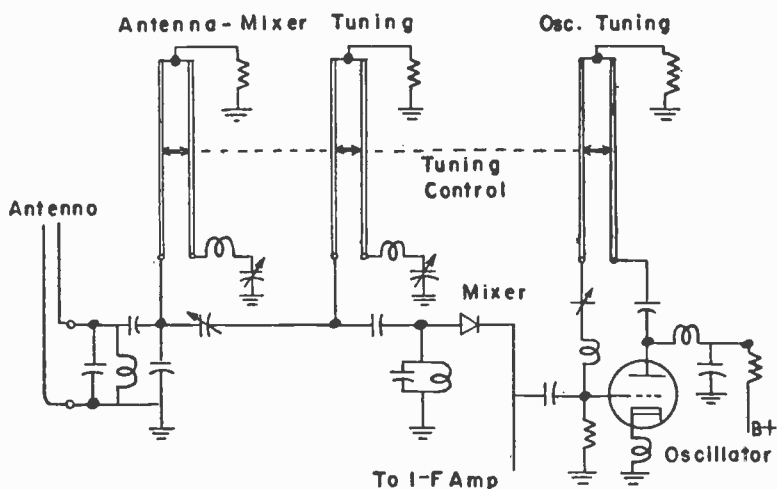 Antenna-Mixer Tuning
Osc. Tuning
Tuning
Control
Antenno
Mixer
B+
Oscillator
To I-F Amp